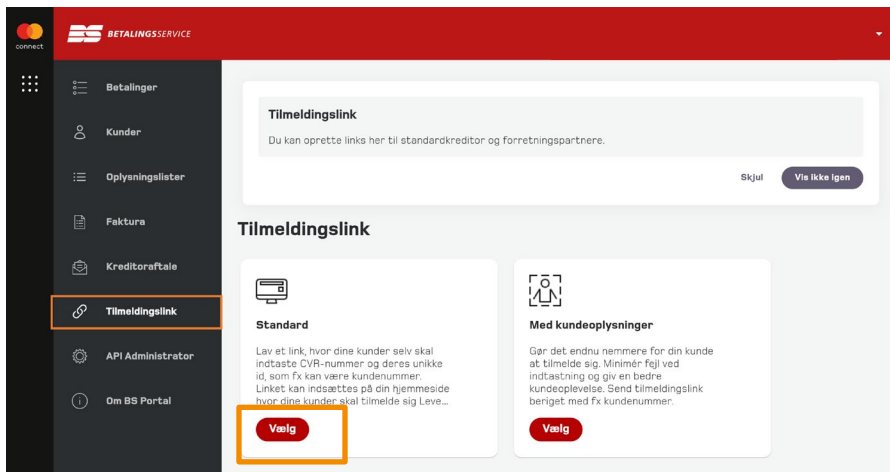 connect
BETALINGSSERVICE
Betalinger
Kunder
Oplysningslister
Faktura
Kreditoraftale
Tilmeldingslink
API Administrator
Om BS Portal
Tilmeldingslink
Du kan oprette links her til standardkreditor og forretningspartnere.
Skjul
Vis ikke igen
Tilmeldingslink
Standard
Lav et link, hvor dine kunder selv skal
indtaste CVR-nummer og deres unikke
id, som fx kan være kundenummer.
Linket kan indsættes på din hjemmeside
hvor dine kunder skal tilmelde sig Leve...
Vælg
Med kundeoplysninger
Gør det endnu nemmere for din kunde
at tilmelde sig. Minimér fejl ved
indtastning og giv en bedre
kundeoplevelse. Send tilmeldingslink
beriget med fx kundenummer.
Vælg